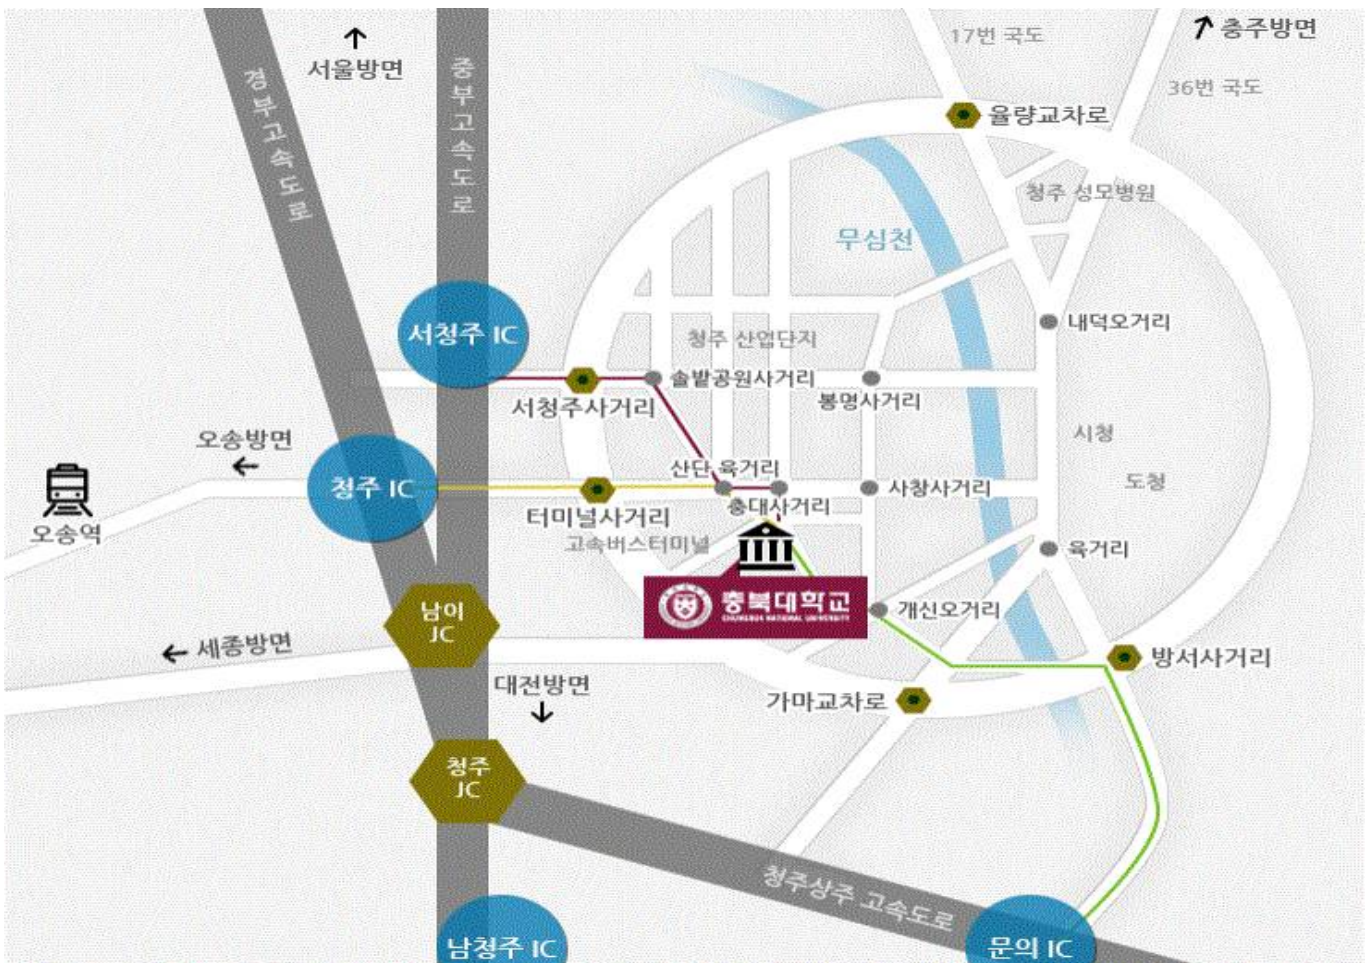 17번 국도
충주방면
서울방면
경부고속도로
중부고속도로
36번 국도
율량교차로
청주 성모병원
무심천
내덕오거리
서청주 IC
청주 산업단지
솔밭공원사거리
서청주사거리
봉명사거리
오송방면
시청
산단 육거리
도청
청주 IC
사창사거리
충대사거리
터미널사거리
오송역
고속버스터미널
육거리
충북대학교
CHUNGBUK NATIONAL UNIVERSITY
개신오거리
남이
JC
세종방면
방서사거리
대전방면
가마교차로
청주
JC
청주상주 고속도로
남청주 IC
문의 IC